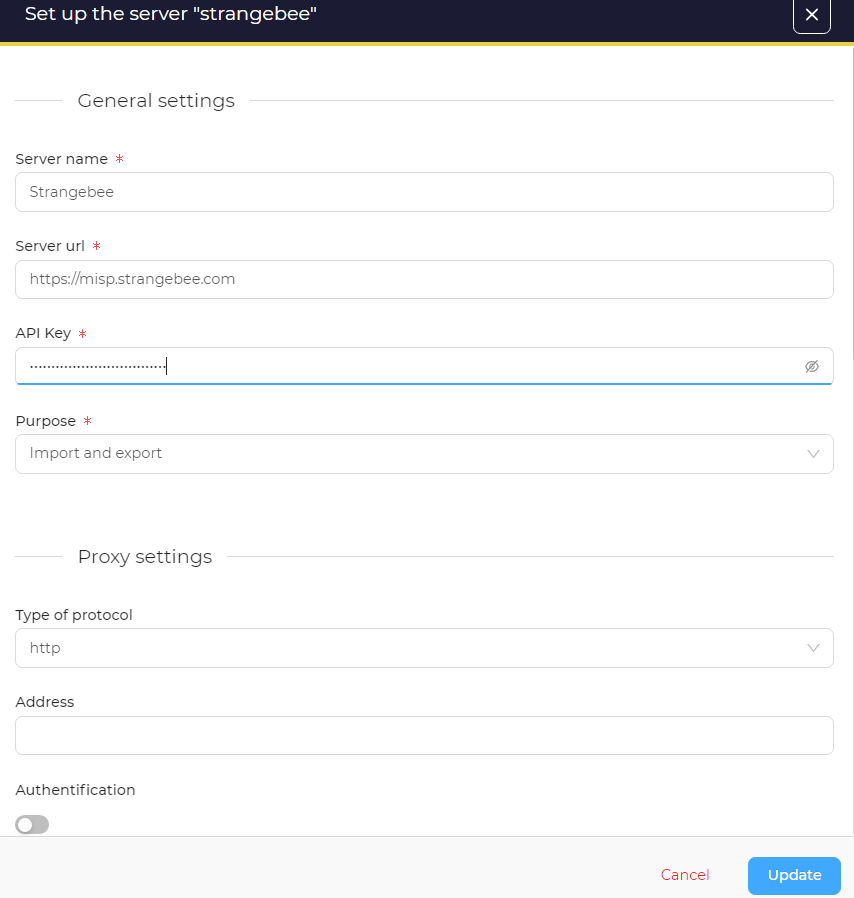 Set up the server "strangebee"
General settings
Server name *
Strangebee
Server url *
https://misp.strangebee.com
API Key *
Purpose *
Import and export
Proxy settings
Type of protocol
http
Address
Authentification
Cancel
Update